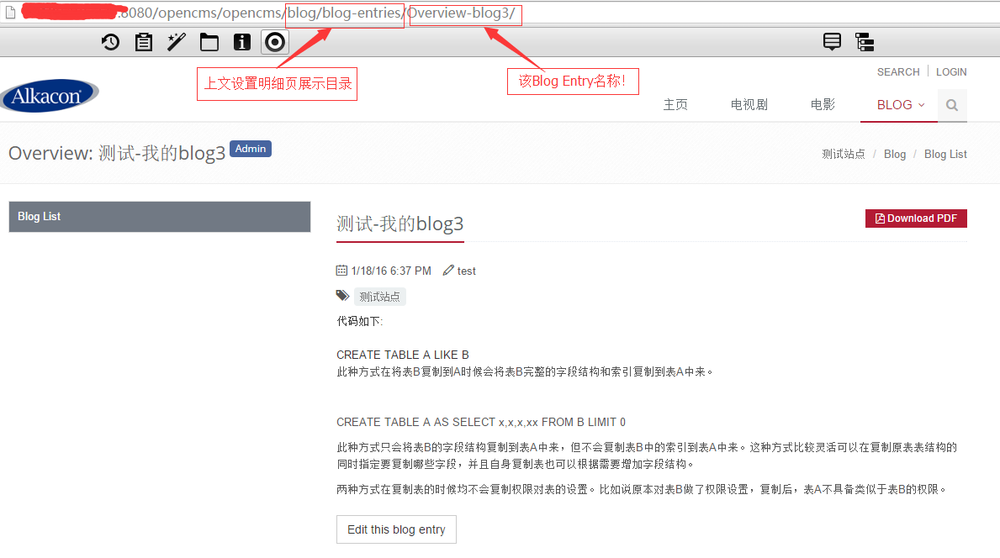 :8080/opencms/opencms/blog/blog-entries/Overview-blog3/
上文设置明细页展示目录
该Blog Entry名称!
SEARCH LOGIN
Alkacon
主页 电视剧 电影 BLOG
Overview: 测试-我的blog3 Admin
测试站点 / Blog / Blog List
Blog List
测试-我的blog3
Download PDF
1/18/16 6:37 PM test
测试站点
代码如下:
CREATE TABLE A LIKE B
此种方式在将表B复制到A时候会将表B完整的字段结构和索引复制到表A中来。
CREATE TABLE A AS SELECT x,x,x,xx FROM B LIMIT 0
此种方式只会将表B的字段结构复制到表A中来，但不会复制表B中的索引到表A中来。这种方式比较灵活可以在复制原表表结构的
同时指定要复制哪些字段，并且自身复制表也可以根据需要增加字段结构。
两种方式在复制表的时候均不会复制权限对表的设置。比如说原本对表B做了权限设置，复制后，表A不具备类似于表B的权限。
Edit this blog entry